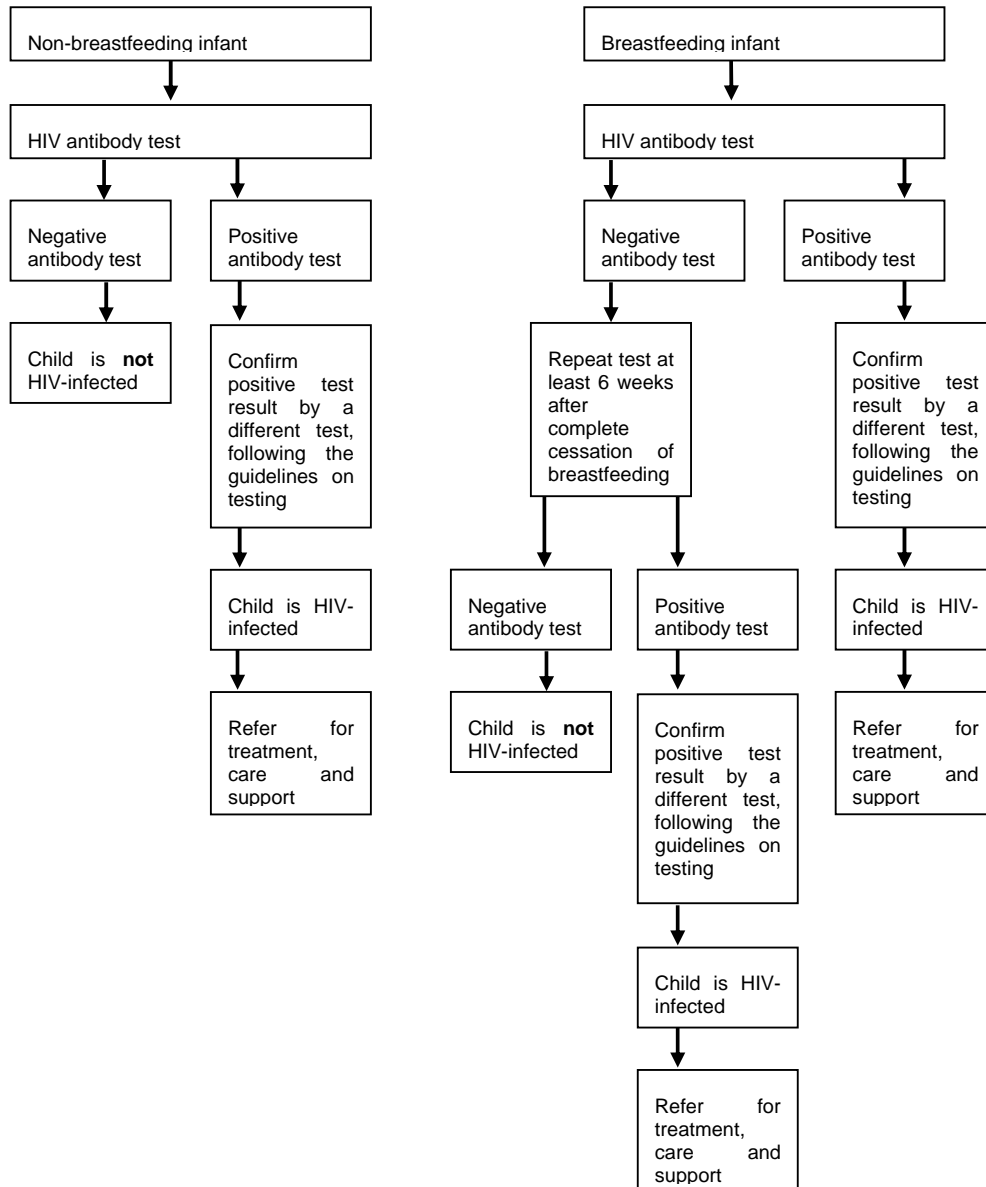 Non-breastfeeding infant
HIV antibody test
Negative
antibody test
Positive
antibody test
Child is not
HIV-infected
Confirm
positive test
result by a
different test,
following the
guidelines on
testing
Child is HIV-
infected
Refer for
treatment,
care and
support
Breastfeeding infant
HIV antibody test
Negative
antibody test
Positive
antibody test
Repeat test at
least 6 weeks
after
complete
cessation of
breastfeeding
Confirm
positive test
result by a
different test,
following the
guidelines on
testing
Negative
antibody test
Positive
antibody test
Child is HIV-
infected
Child is not
HIV-infected
Confirm
positive test
result by a
different test,
following the
guidelines on
testing
Refer for
treatment,
care and
support
Child is HIV-
infected
Refer for
treatment,
care and
support